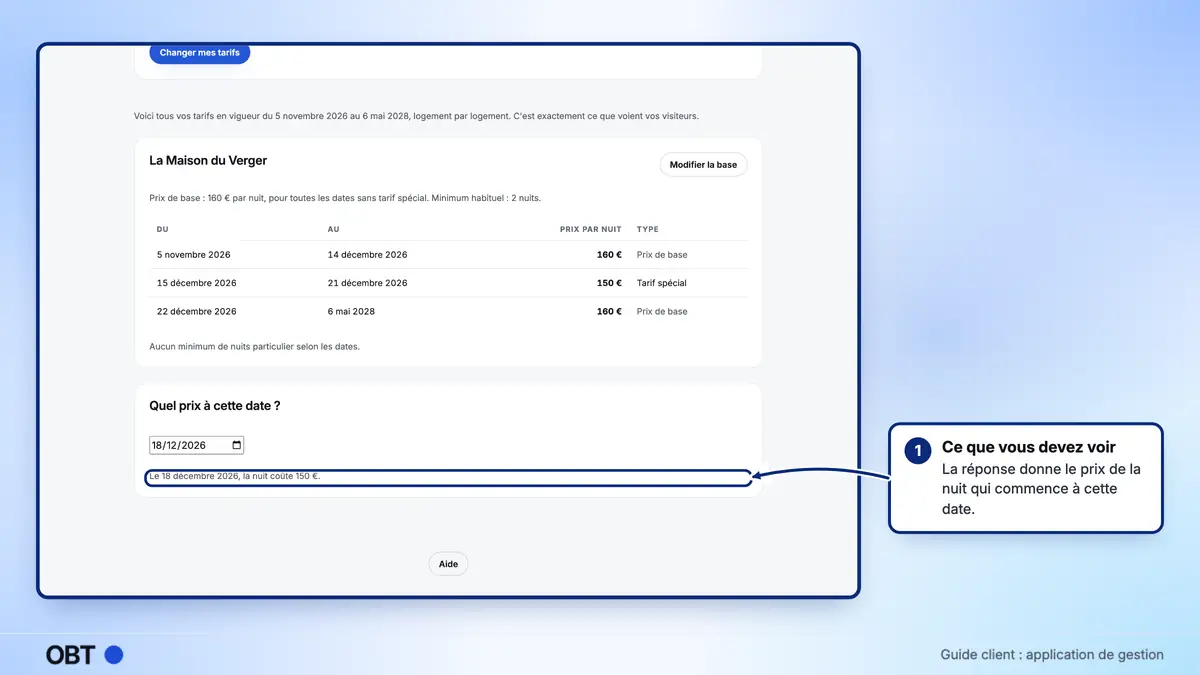 Changer mes tarifs
Voici tous vos tarifs en vigueur du 5 novembre 2026 au 6 mai 2028, logement par logement. C'est exactement ce que voient vos visiteurs.
La Maison du Verger
Modifier la base
Prix de base : 160 € par nuit, pour toutes les dates sans tarif spécial. Minimum habituel : 2 nuits.
DU AU PRIX PAR NUIT TYPE
5 novembre 2026 14 décembre 2026 160 € Prix de base
15 décembre 2026 21 décembre 2026 150 € Tarif spécial
22 décembre 2026 6 mai 2028 160 € Prix de base
Aucun minimum de nuits particulier selon les dates.
Quel prix à cette date ?
18/12/2026
Le 18 décembre 2026, la nuit coûte 150 €.
Aide
1 Ce que vous devez voir
La réponse donne le prix de la
nuit qui commence à cette
date.
OBT
Guide client : application de gestion